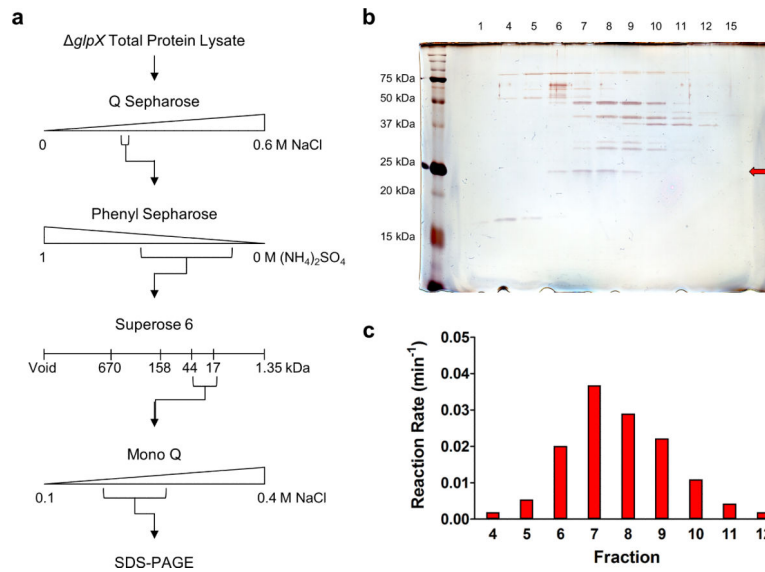 a
ΔglpX Total Protein Lysate
Q Sepharose
0 0.6 M NaCl
Phenyl Sepharose
1 0 M (NH4)2SO4
Superose 6
Void 670 158 44 17 1.35 kDa
Mono Q
0.1 0.4 M NaCl
SDS-PAGE
b
1 4 5 6 7 8 9 10 11 12 15
75 kDa
50 kDa
37 kDa
25 kDa
20 kDa
15 kDa
c
Reaction Rate (min-1)
0.05
0.04
0.03
0.02
0.01
0.00
4 5 6 7 8 9 10 11 12
Fraction